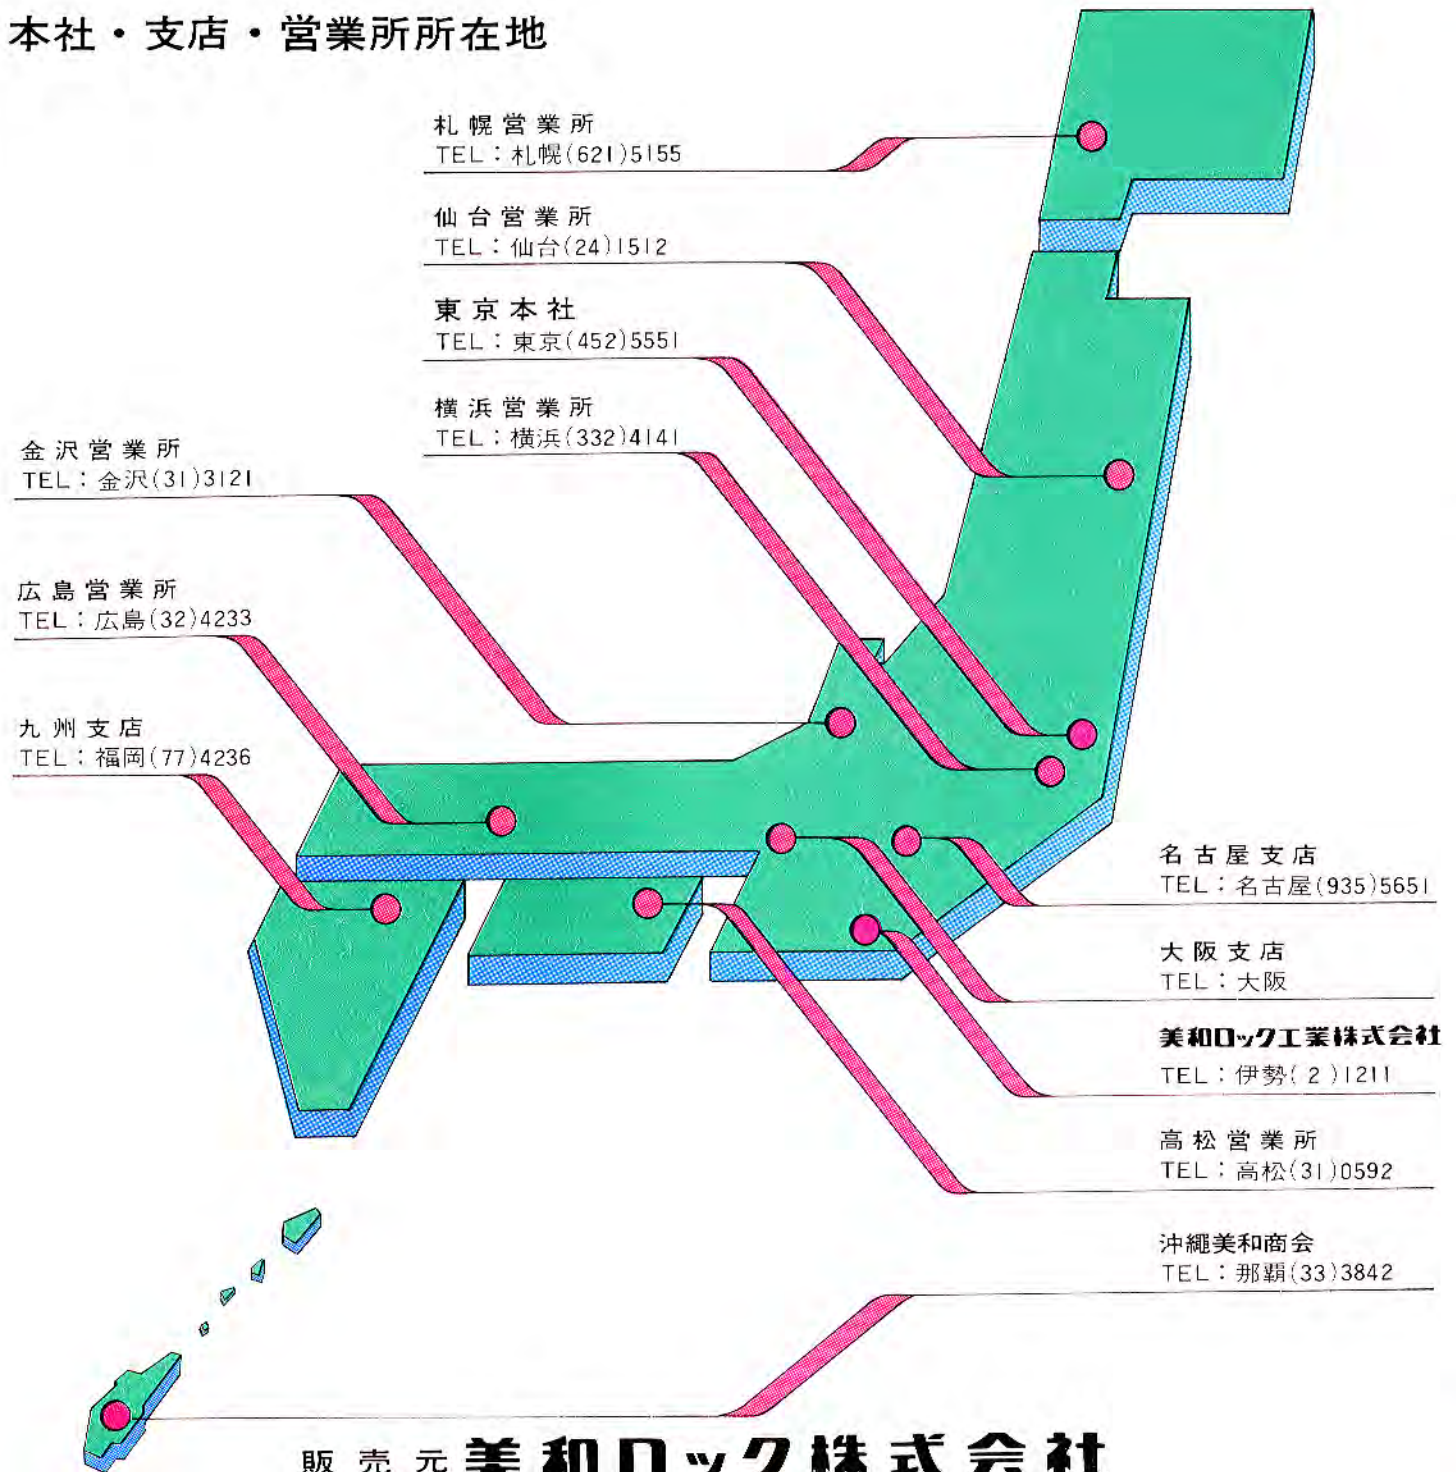 本社・支店・営業所所在地
札幌営業所
TEL：札幌(621)5155
仙台営業所
TEL：仙台(24)1512
東京本社
TEL：東京(452)5551
横浜営業所
TEL：横浜(332)4141
金沢営業所
TEL：金沢(31)3121
広島営業所
TEL：広島(32)4233
九州支店
TEL：福岡(77)4236
名古屋支店
TEL：名古屋(935)5651
大阪支店
TEL：大阪
美和ロック工業株式会社
TEL：伊勢(2)1211
高松営業所
TEL：高松(31)0592
沖縄美和商会
TEL：那覇(33)3842
販売元 美和ロック株式会社